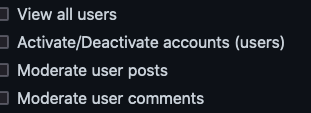 View all users
Activate/Deactivate accounts (users)
Moderate user posts
Moderate user comments